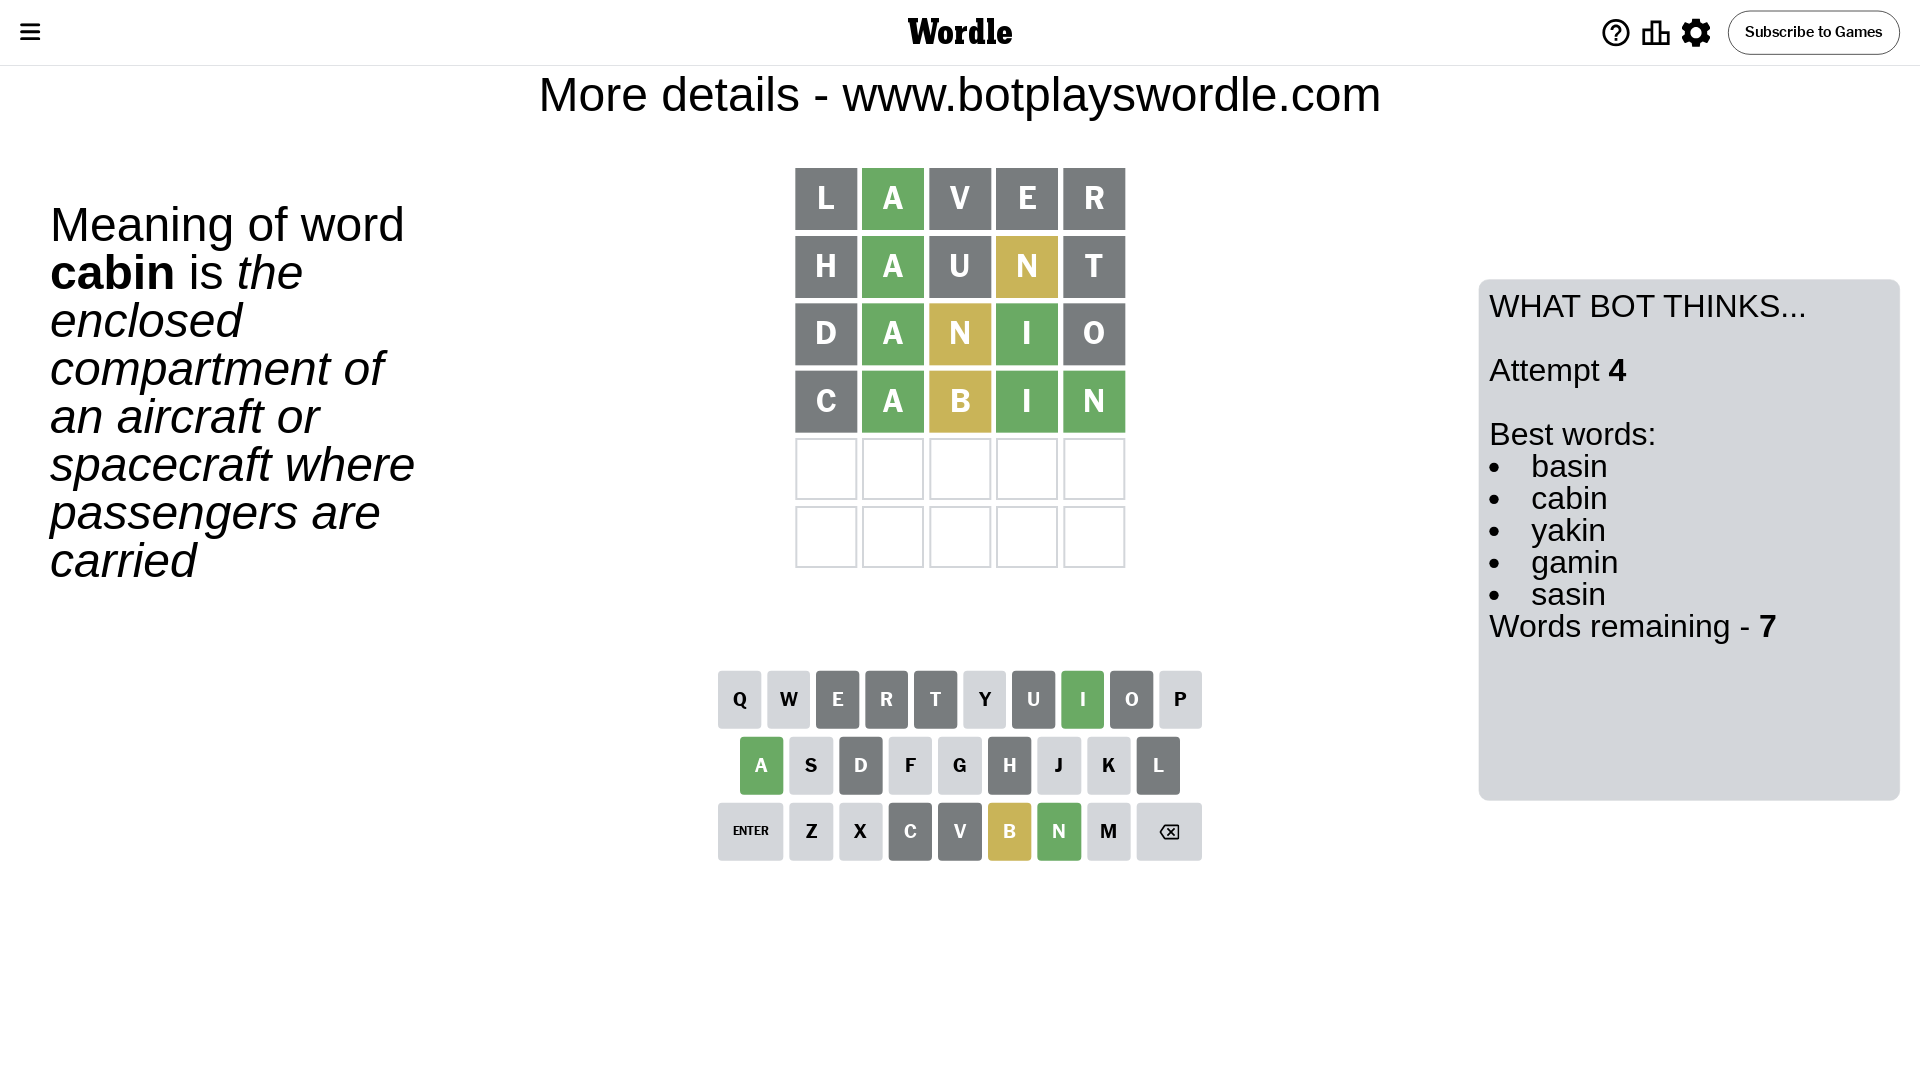 Wordle
Subscribe to Games
More details - www.botplayswordle.com
Meaning of word
cabin is the
enclosed
compartment of
an aircraft or
spacecraft where
passengers are
carried
L A V E R
H A U N T
D A N I O
C A B I N
WHAT BOT THINKS...
Attempt 4
Best words:
• basin
• cabin
• yakin
• gamin
• sasin
Words remaining - 7
Q W E R T Y U I O P
A S D F G H J K L
ENTER Z X C V B N M